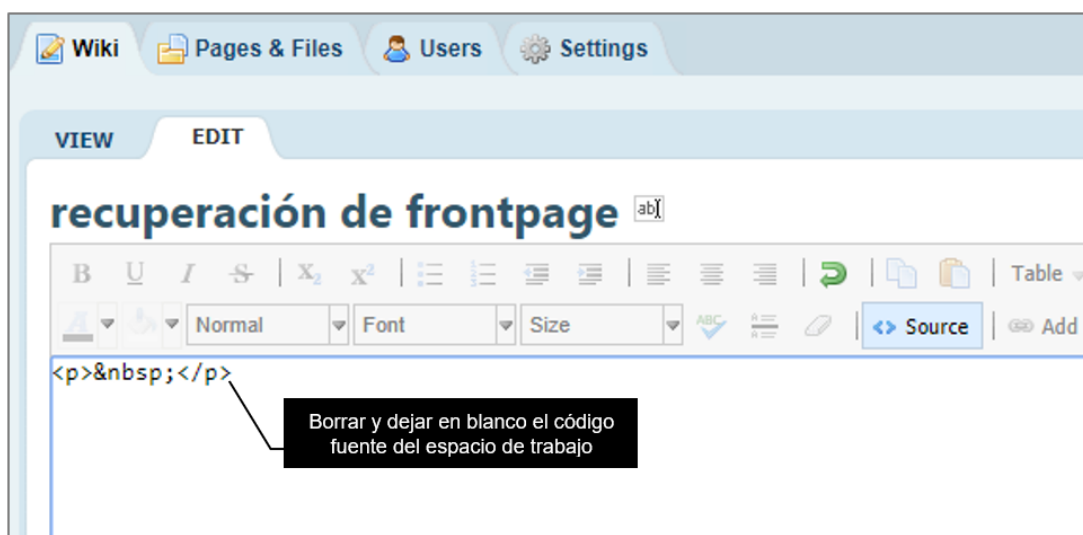 Wiki Pages & Files Users Settings
VIEW EDIT
recuperación de frontpage ab
B U I S X2 x² Table
A Normal Font Size ABC Source Add
<p>&nbsp;</p>
Borrar y dejar en blanco el código
fuente del espacio de trabajo